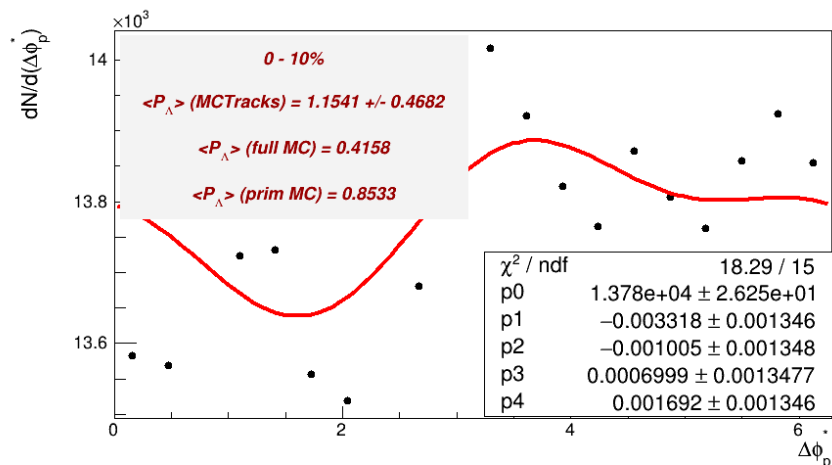 ×10³
dN/d(Δϕ*p)
14
13.8
13.6
0 - 10%
<P_Λ> (MCTracks) = 1.1541 +/- 0.4682
<P_Λ> (full MC) = 0.4158
<P_Λ> (prim MC) = 0.8533
χ² / ndf 18.29 / 15
p0 1.378e+04 ± 2.625e+01
p1 −0.003318 ± 0.001346
p2 −0.001005 ± 0.001348
p3 0.0006999 ± 0.0013477
p4 0.001692 ± 0.001346
0 2 4 6
Δϕ*p